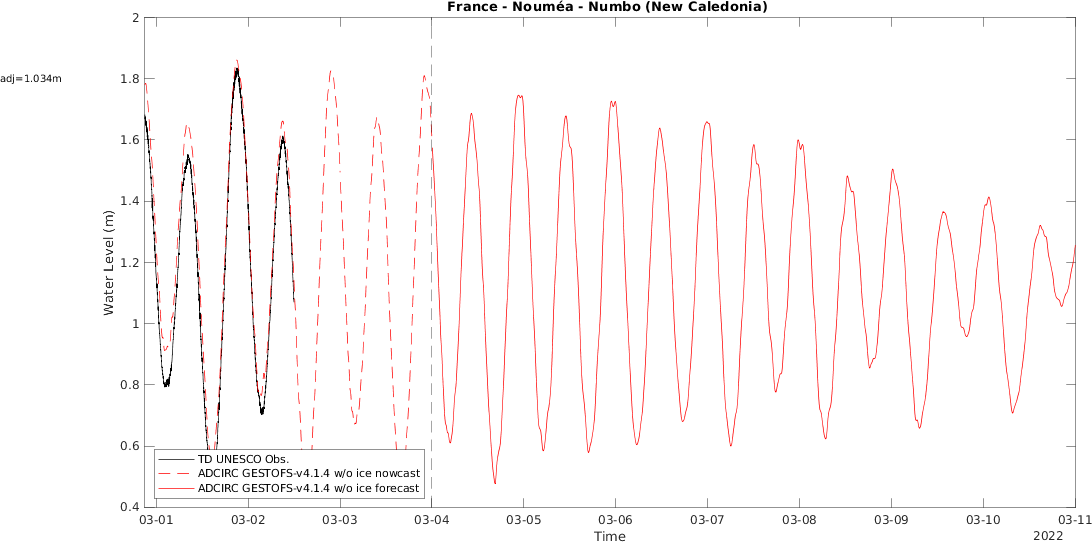 France - Nouméa - Numbo (New Caledonia)
adj=1.034m
Water Level (m)
2
1.8
1.6
1.4
1.2
1
0.8
0.6
0.4
TD UNESCO Obs.
ADCIRC GESTOFS-v4.1.4 w/o ice nowcast
ADCIRC GESTOFS-v4.1.4 w/o ice forecast
03-01 03-02 03-03 03-04 03-05 03-06 03-07 03-08 03-09 03-10 03-11
Time
2022